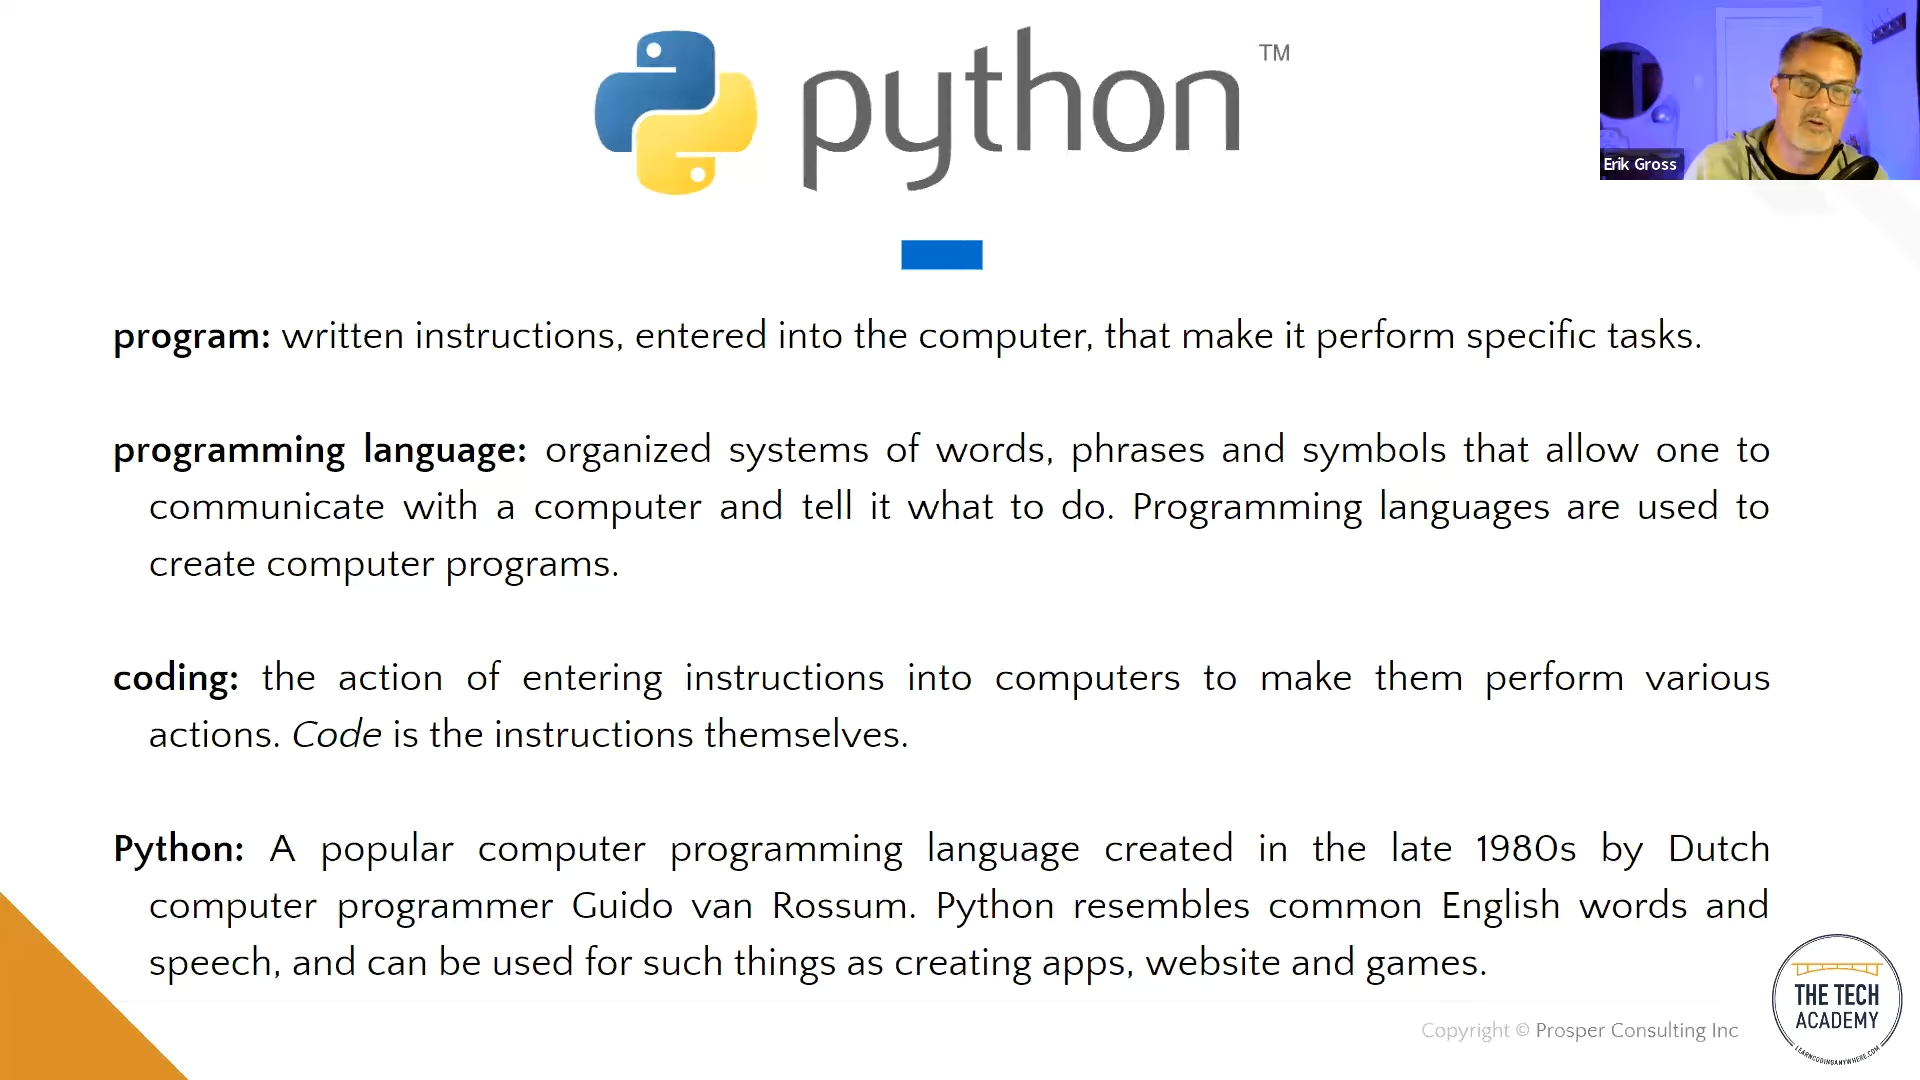 python™
Erik Gross
program: written instructions, entered into the computer, that make it perform specific tasks.
programming language: organized systems of words, phrases and symbols that allow one to
communicate with a computer and tell it what to do. Programming languages are used to
create computer programs.
coding: the action of entering instructions into computers to make them perform various
actions. Code is the instructions themselves.
Python: A popular computer programming language created in the late 1980s by Dutch
computer programmer Guido van Rossum. Python resembles common English words and
speech, and can be used for such things as creating apps, website and games.
Copyright © Prosper Consulting Inc
THE TECH
ACADEMY
LEARNCODINGANYWHERE.COM